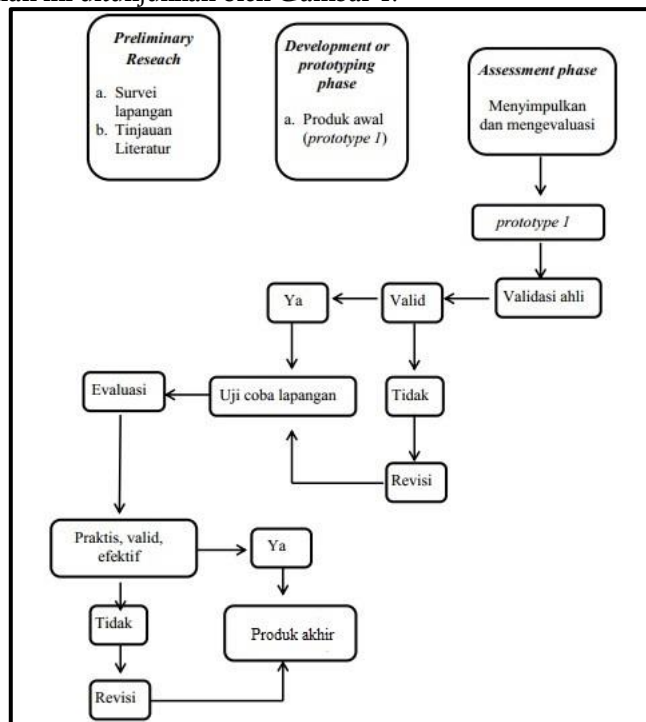 Preliminary
Reseach
a. Survei
lapangan
b. Tinjauan
Literatur
Development or
prototyping
phase
a. Produk awal
(prototype 1)
Assessment phase
Menyimpulkan
dan mengevaluasi
prototype 1
Validasi ahli
Valid
Ya
Tidak
Revisi
Uji coba lapangan
Evaluasi
Praktis, valid,
efektif
Ya
Tidak
Revisi
Produk akhir